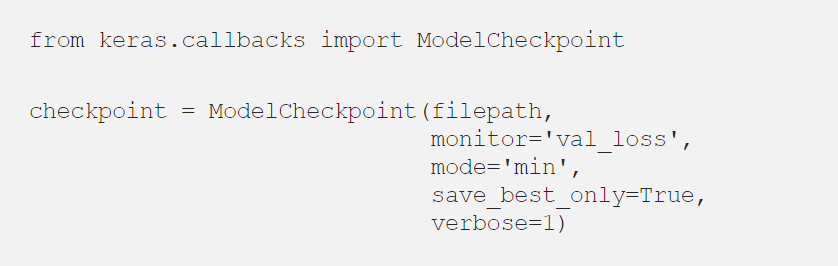 from keras.callbacks import ModelCheckpoint
checkpoint = ModelCheckpoint(filepath,
monitor='val_loss',
mode='min',
save_best_only=True,
verbose=1)